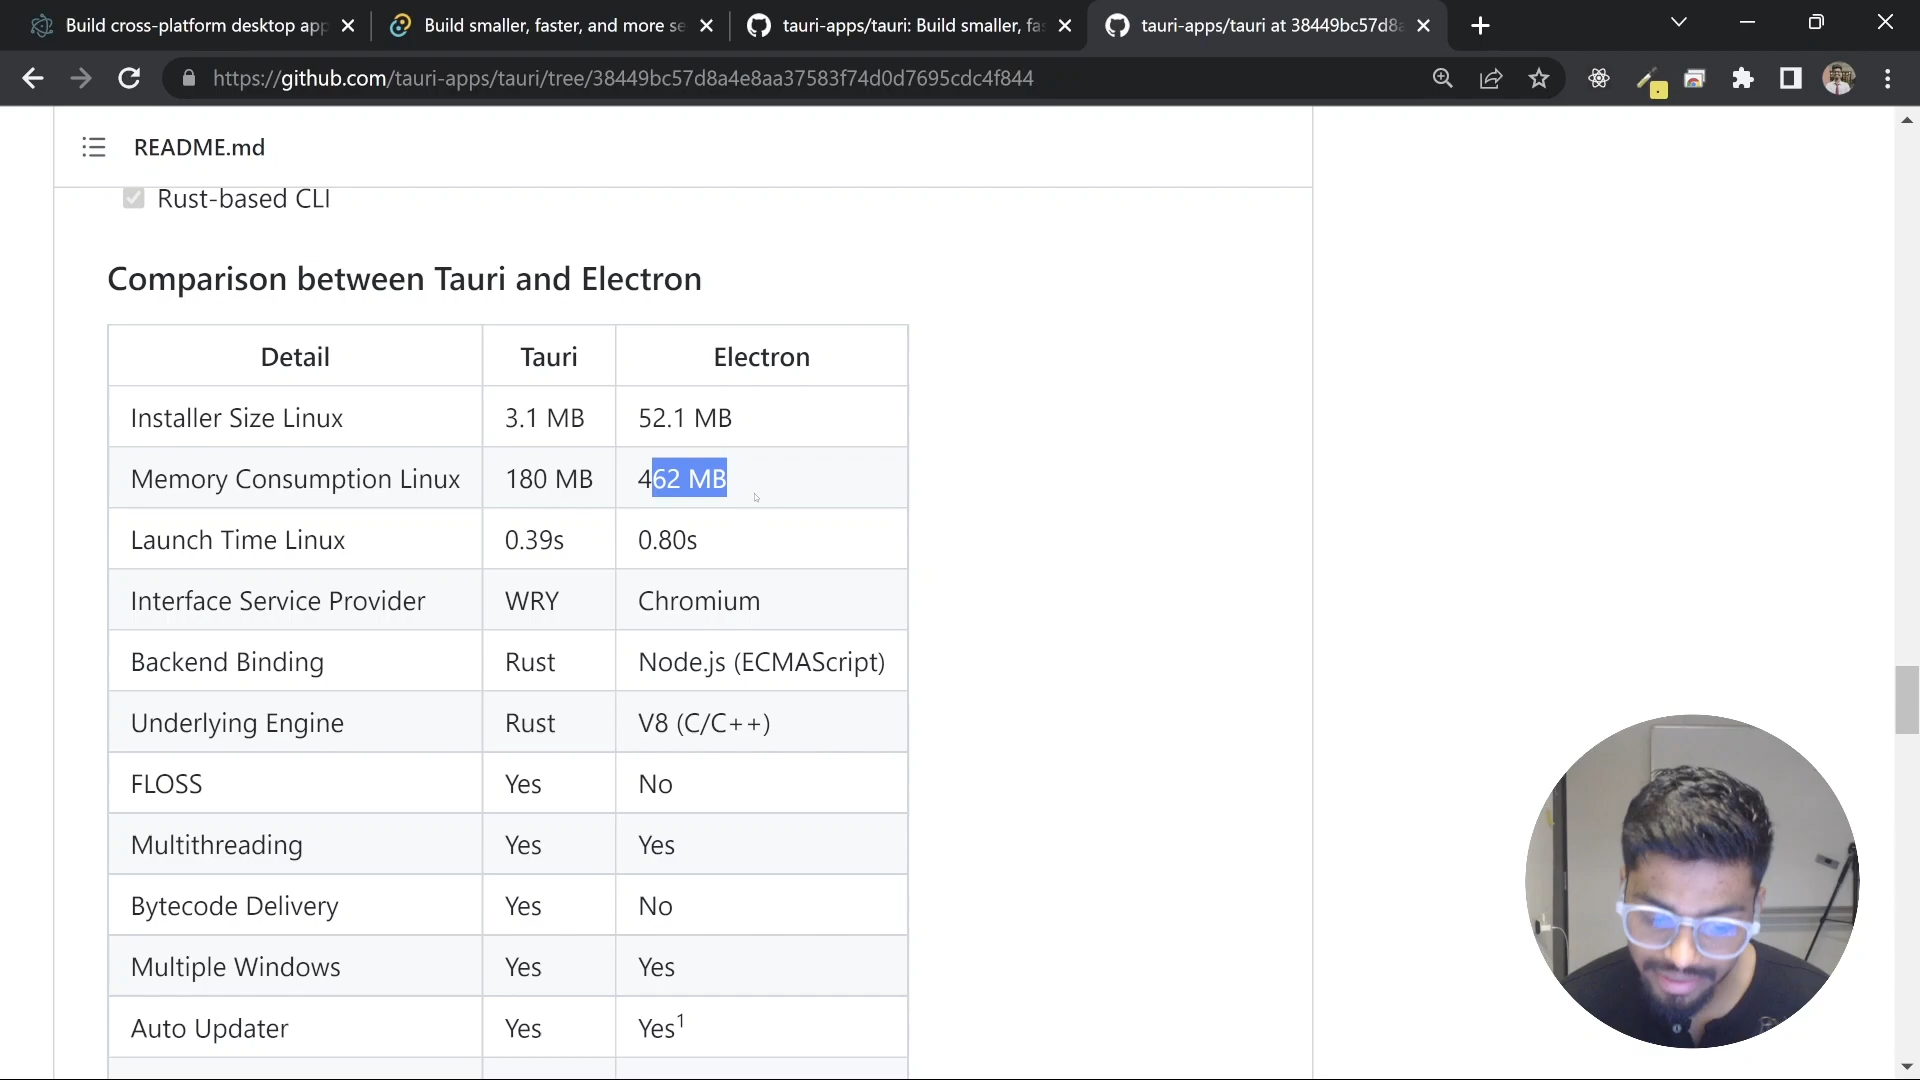 Build cross-platform desktop app
Build smaller, faster, and more se
tauri-apps/tauri: Build smaller, fas
tauri-apps/tauri at 38449bc57d8a
https://github.com/tauri-apps/tauri/tree/38449bc57d8a4e8aa37583f74d0d7695cdc4f844
README.md
Rust-based CLI
Comparison between Tauri and Electron
Detail Tauri Electron
Installer Size Linux 3.1 MB 52.1 MB
Memory Consumption Linux 180 MB 462 MB
Launch Time Linux 0.39s 0.80s
Interface Service Provider WRY Chromium
Backend Binding Rust Node.js (ECMAScript)
Underlying Engine Rust V8 (C/C++)
FLOSS Yes No
Multithreading Yes Yes
Bytecode Delivery Yes No
Multiple Windows Yes Yes
Auto Updater Yes Yes1